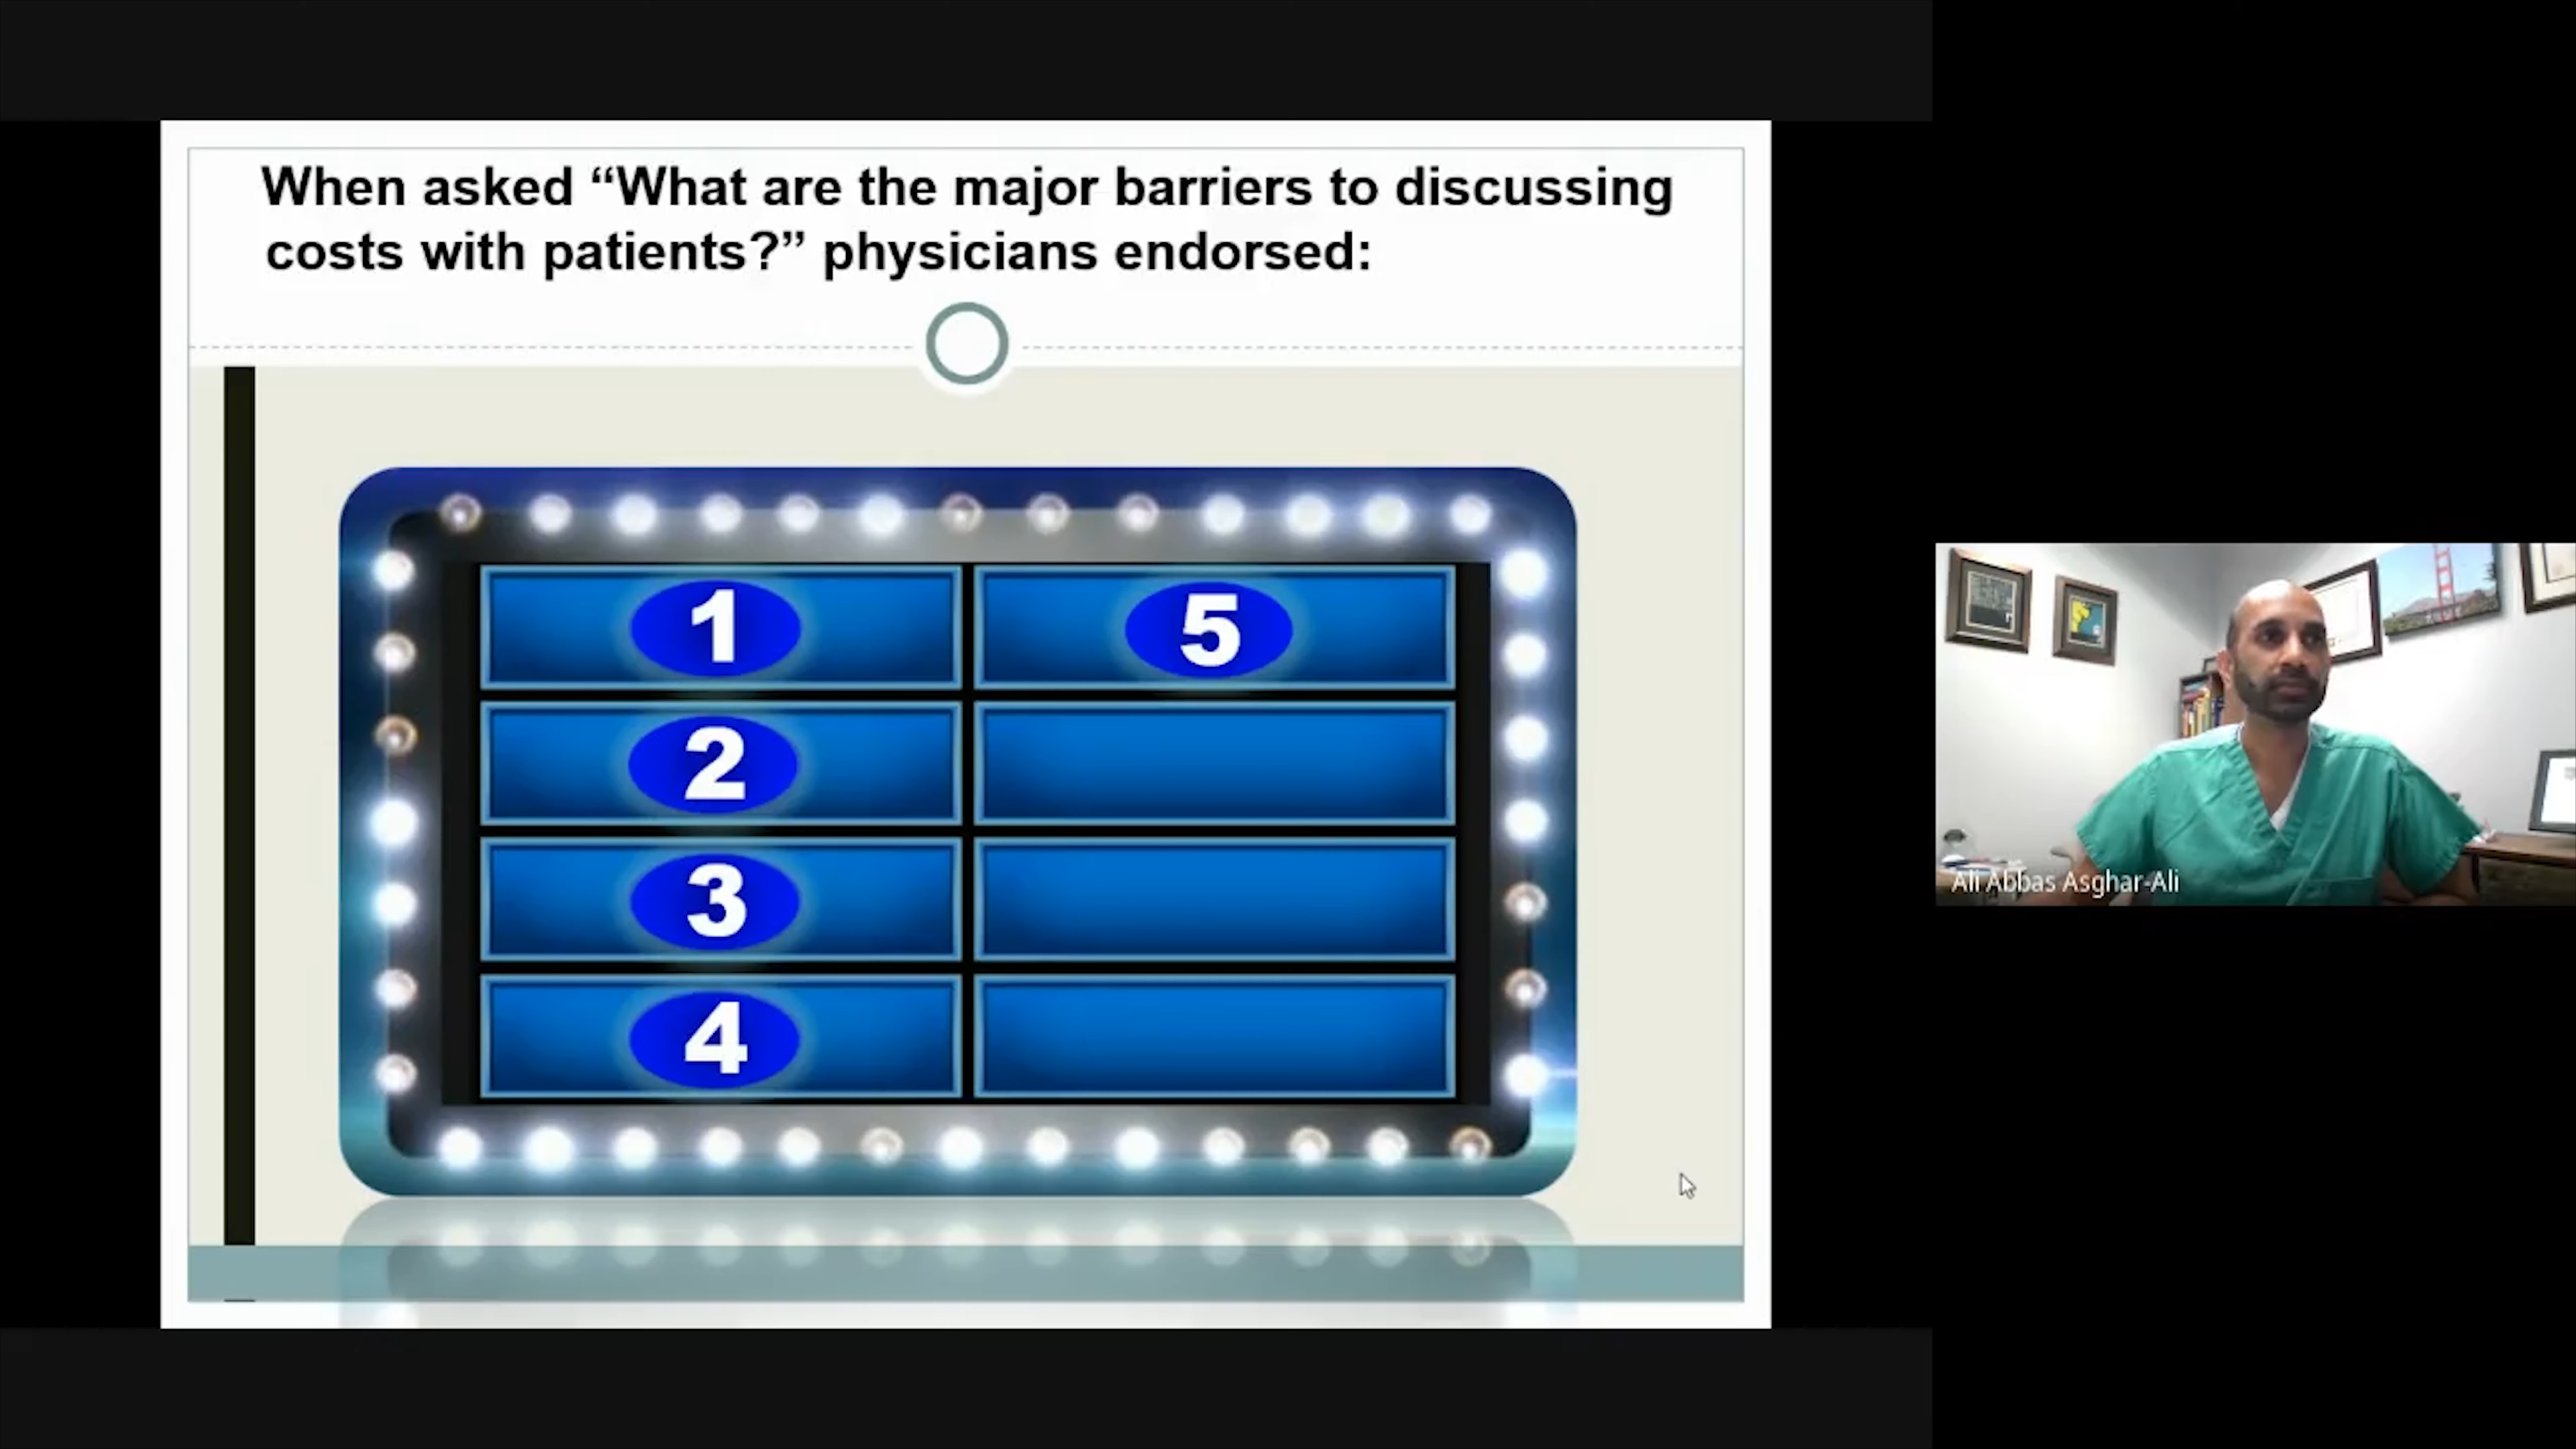 When asked “What are the major barriers to discussing
costs with patients?” physicians endorsed:
1
5
2
3
4
Ali Abbas Asghar-Ali